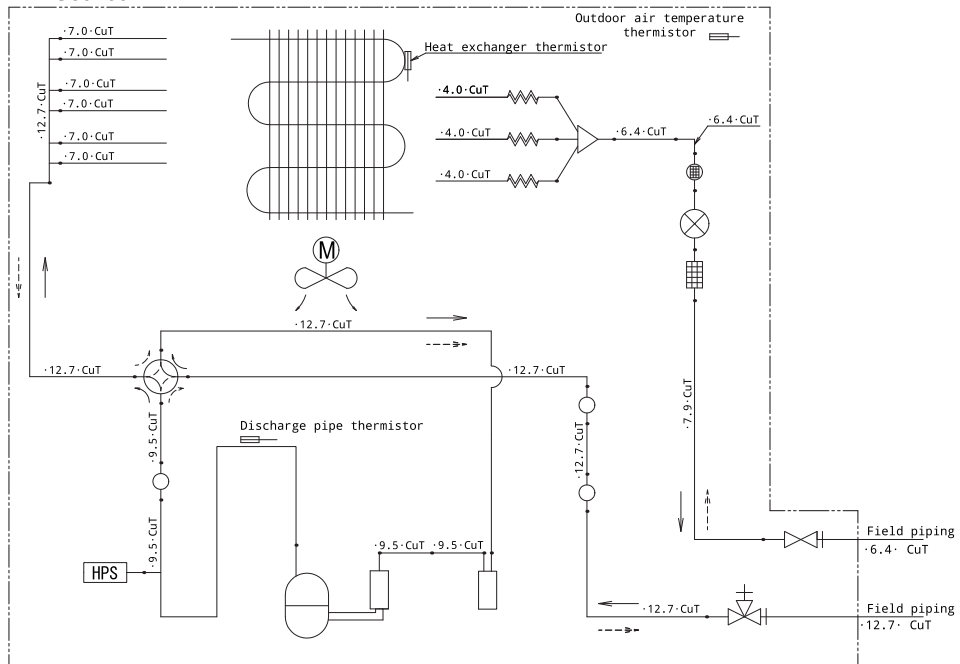 Outdoor air temperature
thermistor
·7.0·CuT
·7.0·CuT
·7.0·CuT
·7.0·CuT
·7.0·CuT
·7.0·CuT
·12.7·CuT
Heat exchanger thermistor
·4.0·CuT
·4.0·CuT
·4.0·CuT
·6.4·CuT
·6.4·CuT
M
·12.7·CuT
·12.7·CuT
·12.7·CuT
·7.9·CuT
·9.5·CuT
Discharge pipe thermistor
·12.7·CuT
·9.5·CuT
·9.5·CuT
·9.5·CuT
HPS
Field piping
·6.4· CuT
·12.7·CuT
Field piping
·12.7· CuT